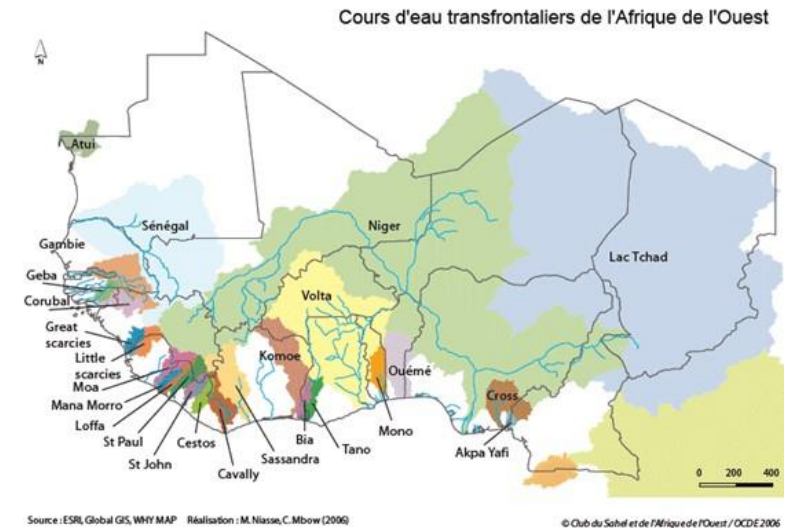 Cours d'eau transfrontaliers de l'Afrique de l'Ouest
N
Atui
Sénégal
Niger
Gambie
Lac Tchad
Geba
Corubal
Volta
Great
scarcies
Little
scarcies
Komoe
Ouémé
Moa
Mana Morro
Cross
Loffa
St Paul
Cestos
Bia
Mono
Akpa Yafi
Tano
St John
Sassandra
Cavally
0 200 400
Source : ESRI, Global GIS, WHY MAP Réalisation : M. Niasse, C. Mbow (2006)
© Club du Sahel et de l'Afrique de l'Ouest / OCDE 2006